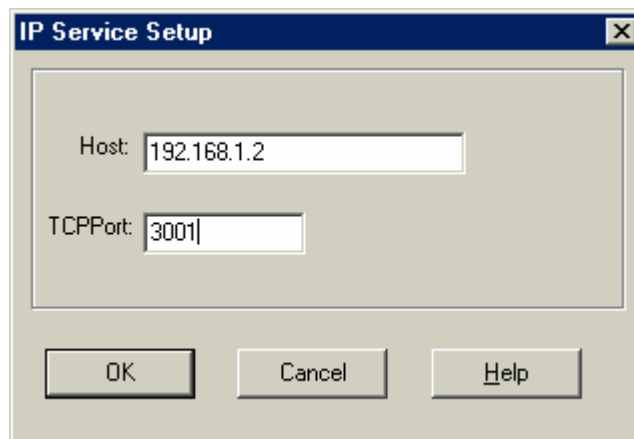 IP Service Setup
Host: 192.168.1.2
TCPPort: 3001
OK Cancel Help